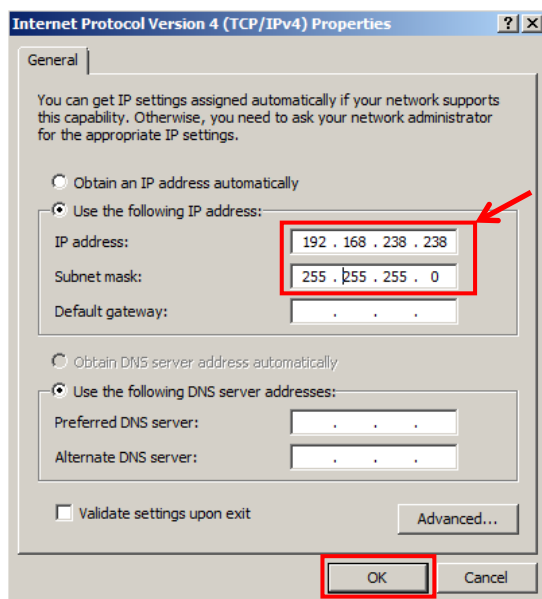 Internet Protocol Version 4 (TCP/IPv4) Properties
General
You can get IP settings assigned automatically if your network supports
this capability. Otherwise, you need to ask your network administrator
for the appropriate IP settings.
Obtain an IP address automatically
Use the following IP address:
IP address: 192 . 168 . 238 . 238
Subnet mask: 255 . 255 . 255 . 0
Default gateway: . . .
Obtain DNS server address automatically
Use the following DNS server addresses:
Preferred DNS server: . . .
Alternate DNS server: . . .
Validate settings upon exit
Advanced...
OK Cancel